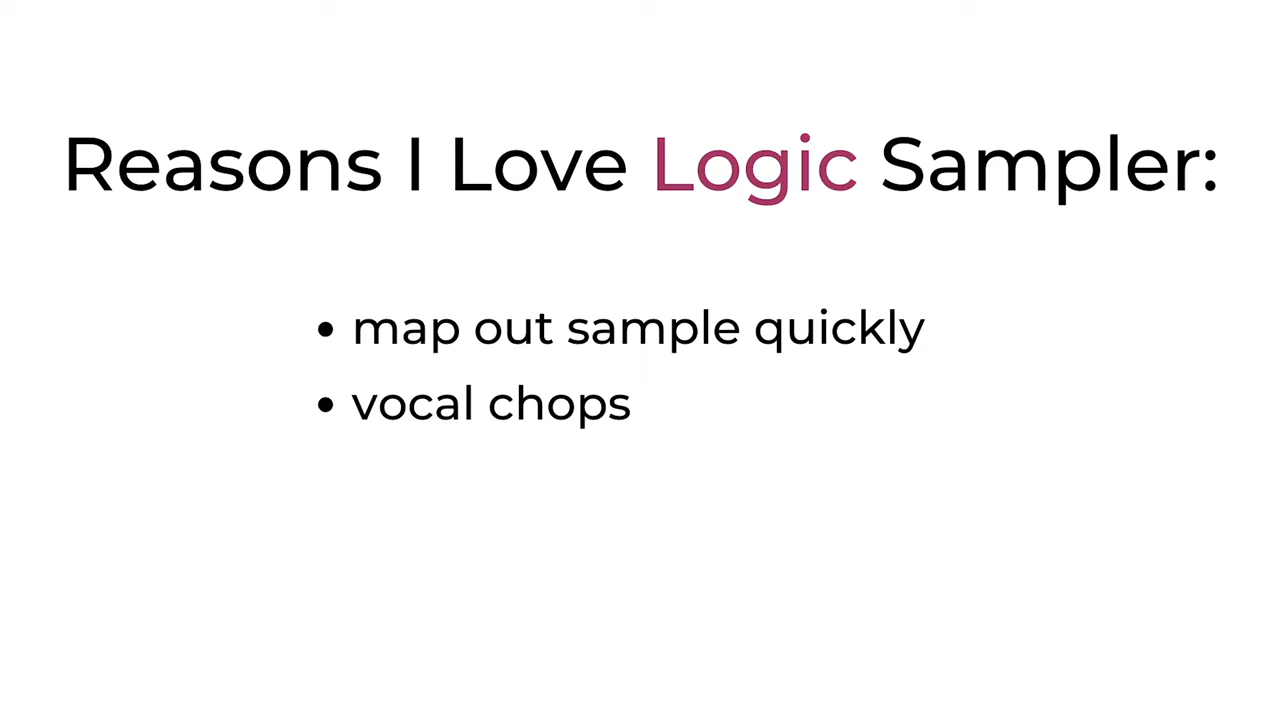 Reasons I Love Logic Sampler:
• map out sample quickly
• vocal chops